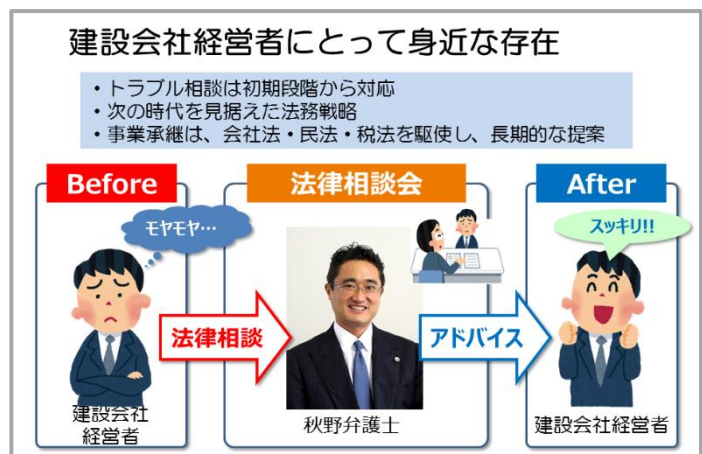 建設会社経営者にとって身近な存在
・トラブル相談は初期段階から対応
・次の時代を見据えた法務戦略
・事業承継は、会社法・民法・税法を駆使し、長期的な提案
Before
法律相談会
After
モヤモヤ…
スッキリ!!
法律相談
アドバイス
建設会社
経営者
秋野弁護士
建設会社経営者